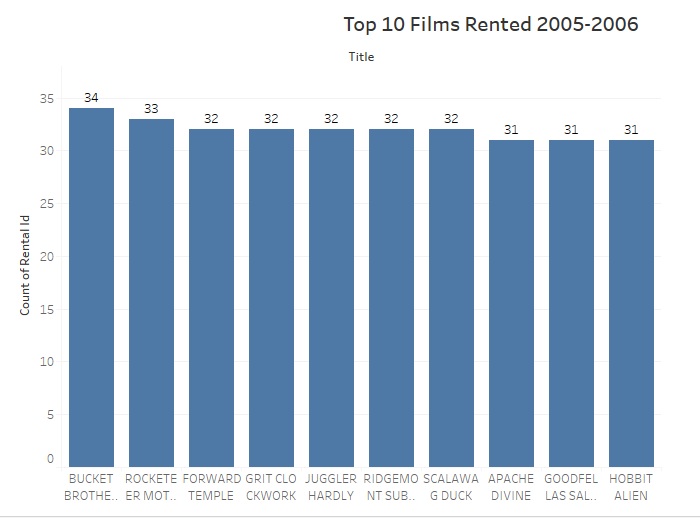 Top 10 Films Rented 2005-2006
Title
Count of Rental Id
35
30
25
20
15
10
5
0
34
33
32
32
32
32
32
31
31
31
BUCKET
BROTHE..
ROCKETE
ER MOT..
FORWARD
TEMPLE
GRIT CLO
CKWORK
JUGGLER
HARDLY
RIDGEMO
NT SUB..
SCALAWA
G DUCK
APACHE
DIVINE
GOODFEL
LAS SAL..
HOBBIT
ALIEN